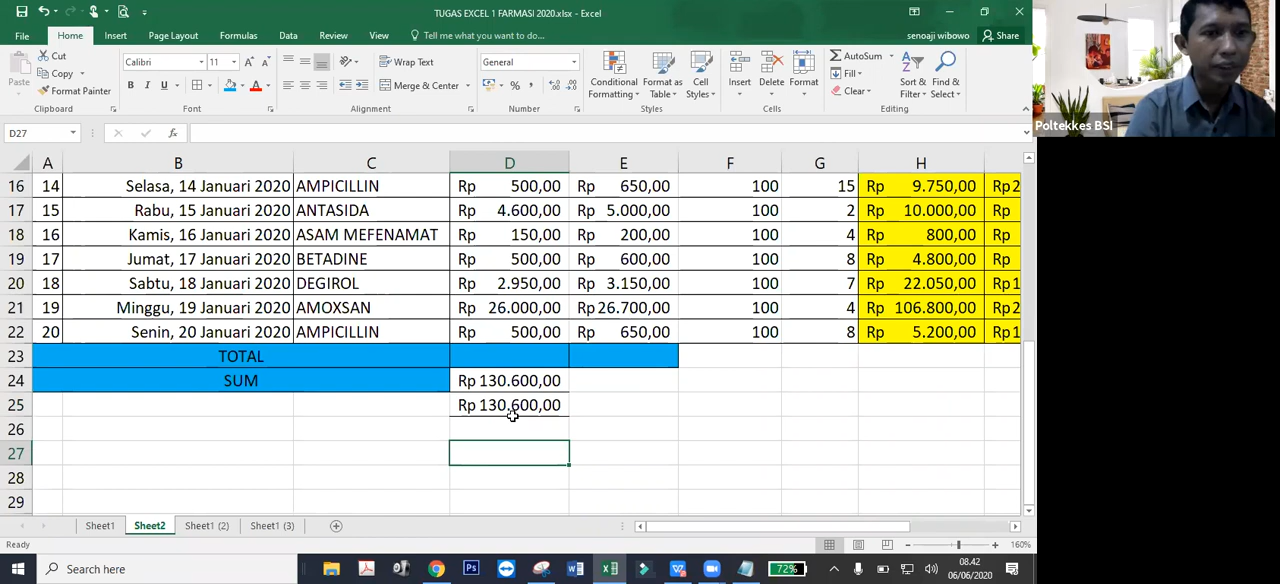 TUGAS EXCEL 1 FARMASI 2020.xlsx - Excel
File Home Insert Page Layout Formulas Data Review View Tell me what you want to do... senoaji wibowo Share
Cut
Copy
Format Painter
Paste
Clipboard
Calibri 11
B I U
Font
Wrap Text
Merge & Center
Alignment
General
%
Number
Conditional Formatting
Format as Table
Cell Styles
Styles
Insert Delete Format
Cells
AutoSum
Fill
Clear
Sort & Filter
Find & Select
Editing
Poltekkes BSI
D27
fx
A B C D E F G H
16 14 Selasa, 14 Januari 2020 AMPICILLIN Rp 500,00 Rp 650,00 100 15 Rp 9.750,00 Rp 2
17 15 Rabu, 15 Januari 2020 ANTASIDA Rp 4.600,00 Rp 5.000,00 100 2 Rp 10.000,00 Rp
18 16 Kamis, 16 Januari 2020 ASAM MEFENAMAT Rp 150,00 Rp 200,00 100 4 Rp 800,00 Rp
19 17 Jumat, 17 Januari 2020 BETADINE Rp 500,00 Rp 600,00 100 8 Rp 4.800,00 Rp
20 18 Sabtu, 18 Januari 2020 DEGIROL Rp 2.950,00 Rp 3.150,00 100 7 Rp 22.050,00 Rp 1
21 19 Minggu, 19 Januari 2020 AMOXSAN Rp 26.000,00 Rp 26.700,00 100 4 Rp 106.800,00 Rp 2
22 20 Senin, 20 Januari 2020 AMPICILLIN Rp 500,00 Rp 650,00 100 8 Rp 5.200,00 Rp 1
23 TOTAL
24 SUM Rp 130.600,00
25 Rp 130.600,00
26
27
28
29
Sheet1 Sheet2 Sheet1 (2) Sheet1 (3)
Ready 160%
Search here 72% 08.42
06/06/2020